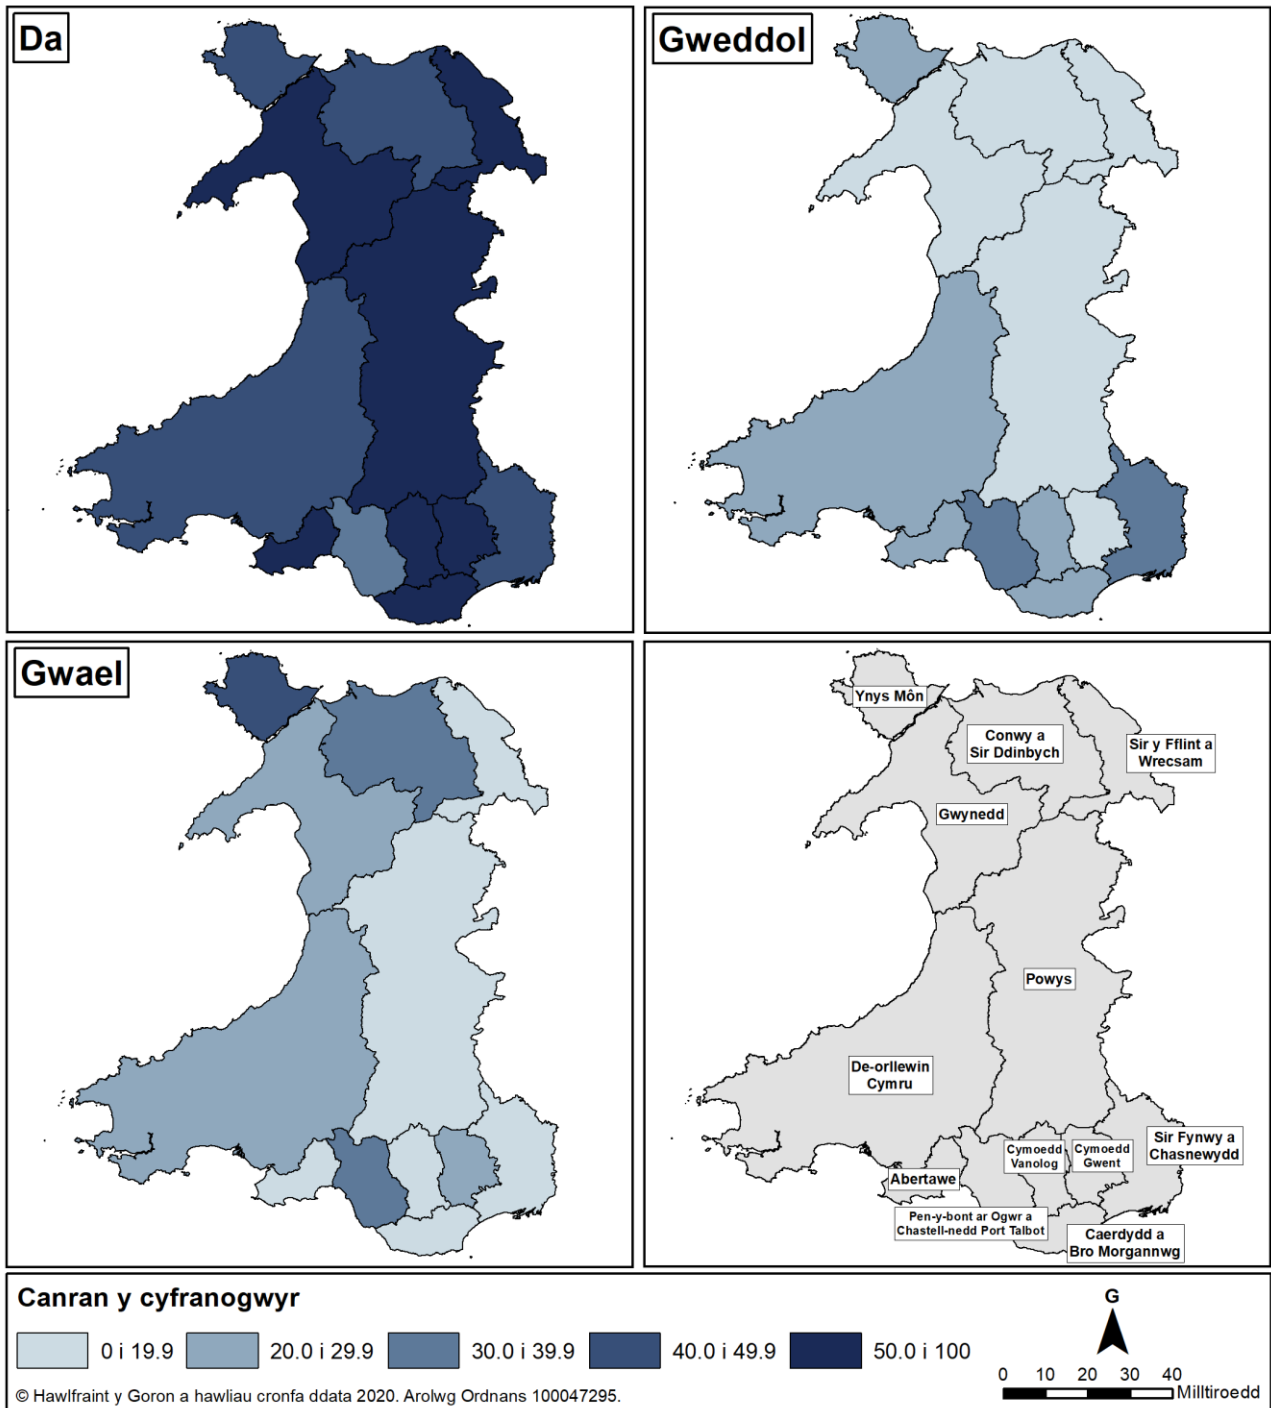 Da
Gweddol
Gwael
Ynys Môn
Conwy a
Sir Ddinbych
Sir y Fflint a
Wrecsam
Gwynedd
Powys
De-orllewin
Cymru
Cymoedd
Vanolog
Cymoedd
Gwent
Sir Fynwy a
Chasnewydd
Abertawe
Pen-y-bont ar Ogwr a
Chastell-nedd Port Talbot
Caerdydd a
Bro Morgannwg
Canran y cyfranogwyr
0 i 19.9
20.0 i 29.9
30.0 i 39.9
40.0 i 49.9
50.0 i 100
G
0 10 20 30 40
Milltiroedd
© Hawlfraint y Goron a hawliau cronfa ddata 2020. Arolwg Ordnans 100047295.